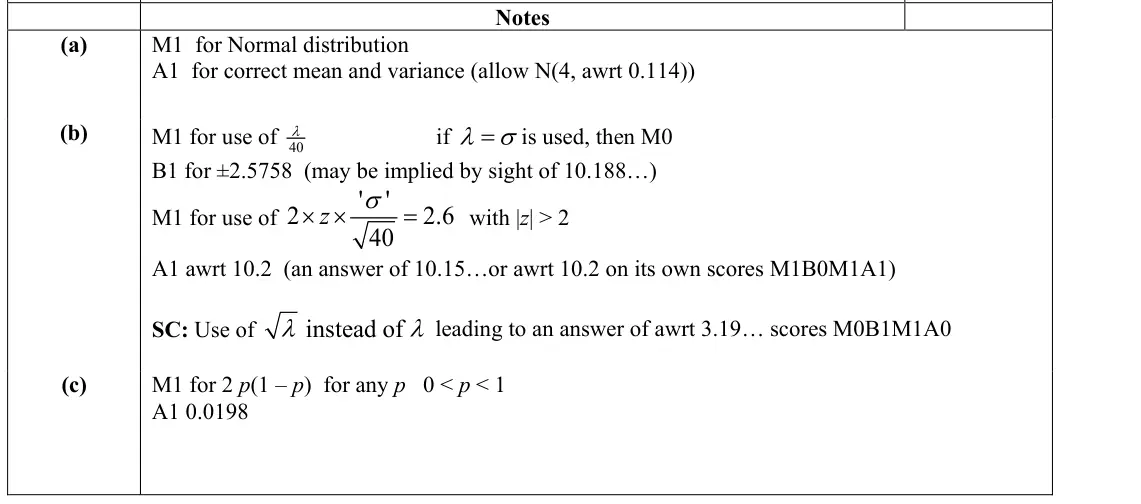 Notes
(a) M1 for Normal distribution
A1 for correct mean and variance (allow N(4, awrt 0.114))
(b) M1 for use of λ/40 if λ = σ is used, then M0
B1 for ±2.5758 (may be implied by sight of 10.188…)
M1 for use of 2 × z × 'σ'/√40 = 2.6 with |z| > 2
A1 awrt 10.2 (an answer of 10.15…or awrt 10.2 on its own scores M1B0M1A1)
SC: Use of √λ instead of λ leading to an answer of awrt 3.19… scores M0B1M1A0
(c) M1 for 2 p(1 – p) for any p 0 < p < 1
A1 0.0198